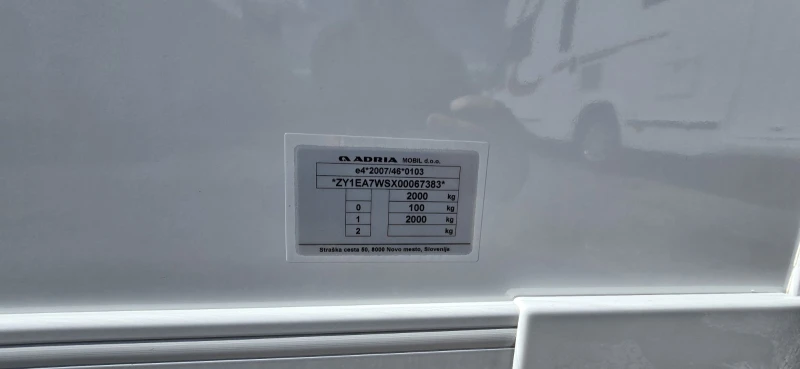 ADRIA MOBIL d.o.o.
e4*2007/46*0103
*ZY1EA7WSX00067383*
2000 kg
0 100 kg
1 2000 kg
2 kg
Straška cesta 50, 8000 Novo mesto, Slovenija